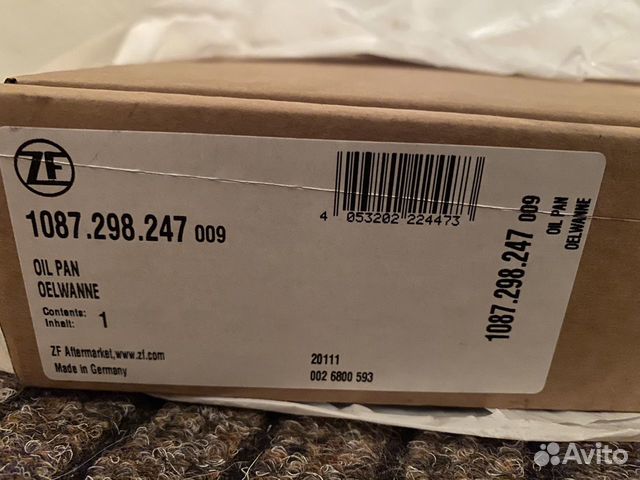 ZF
4 053202 224473
1087.298.247 009
OIL PAN
OELWANNE
Contents:
Inhalt: 1
ZF Aftermarket,www.zf.com
Made in Germany
20111
002 6800 593
1087.298.247 009
OIL PAN
OELWANNE
Avito